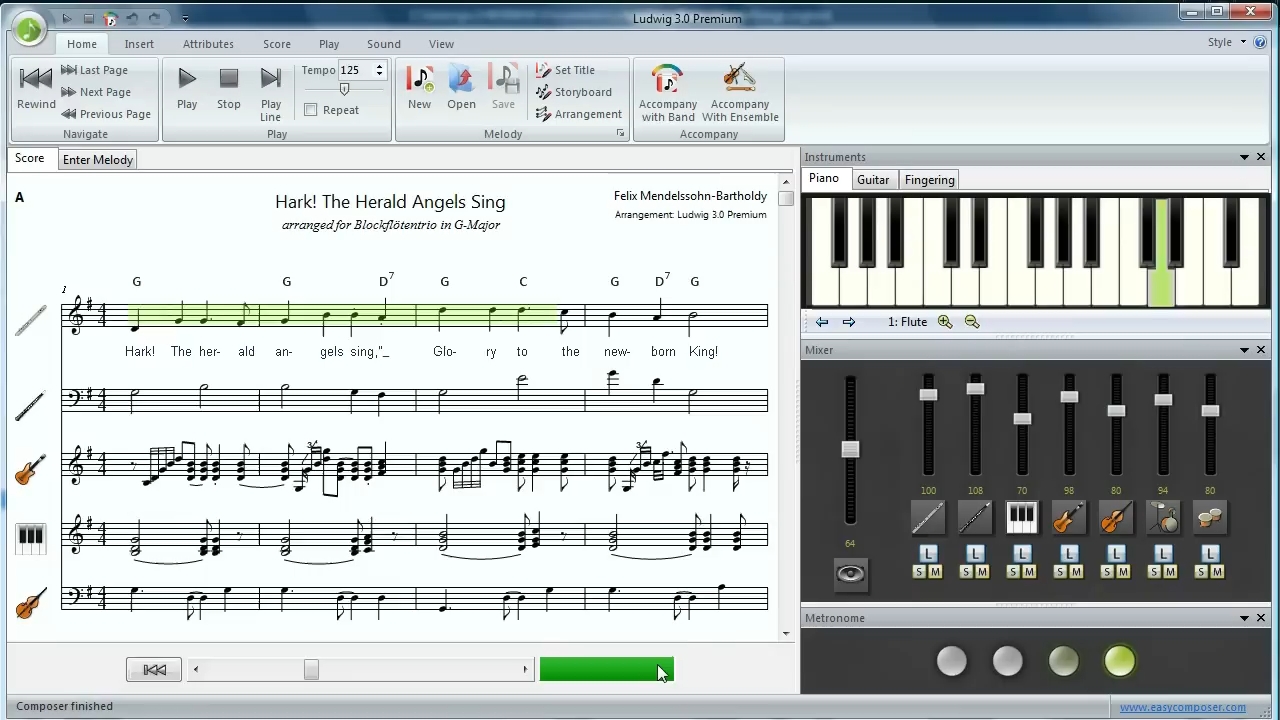 Ludwig 3.0 Premium
Home Insert Attributes Score Play Sound View Style
Rewind
Last Page
Next Page
Previous Page
Navigate
Play
Stop
Play Line
Tempo 125
Repeat
Play
New
Open
Save
Set Title
Storyboard
Arrangement
Melody
Accompany with Band
Accompany With Ensemble
Accompany
Score Enter Melody
A
Hark! The Herald Angels Sing
arranged for Blockflötentrio in G-Major
Felix Mendelssohn-Bartholdy
Arrangement: Ludwig 3.0 Premium
G G D7 G C G D7 G
1
Hark! The her- ald an- gels sing,"_ Glo- ry to the new- born King!
3 3
Instruments
Piano Guitar Fingering
1: Flute
Mixer
100 108 70 98 80 94 80
64
L L L L L L L
S M S M S M S M S M S M S M
Metronome
Composer finished
www.easycomposer.com